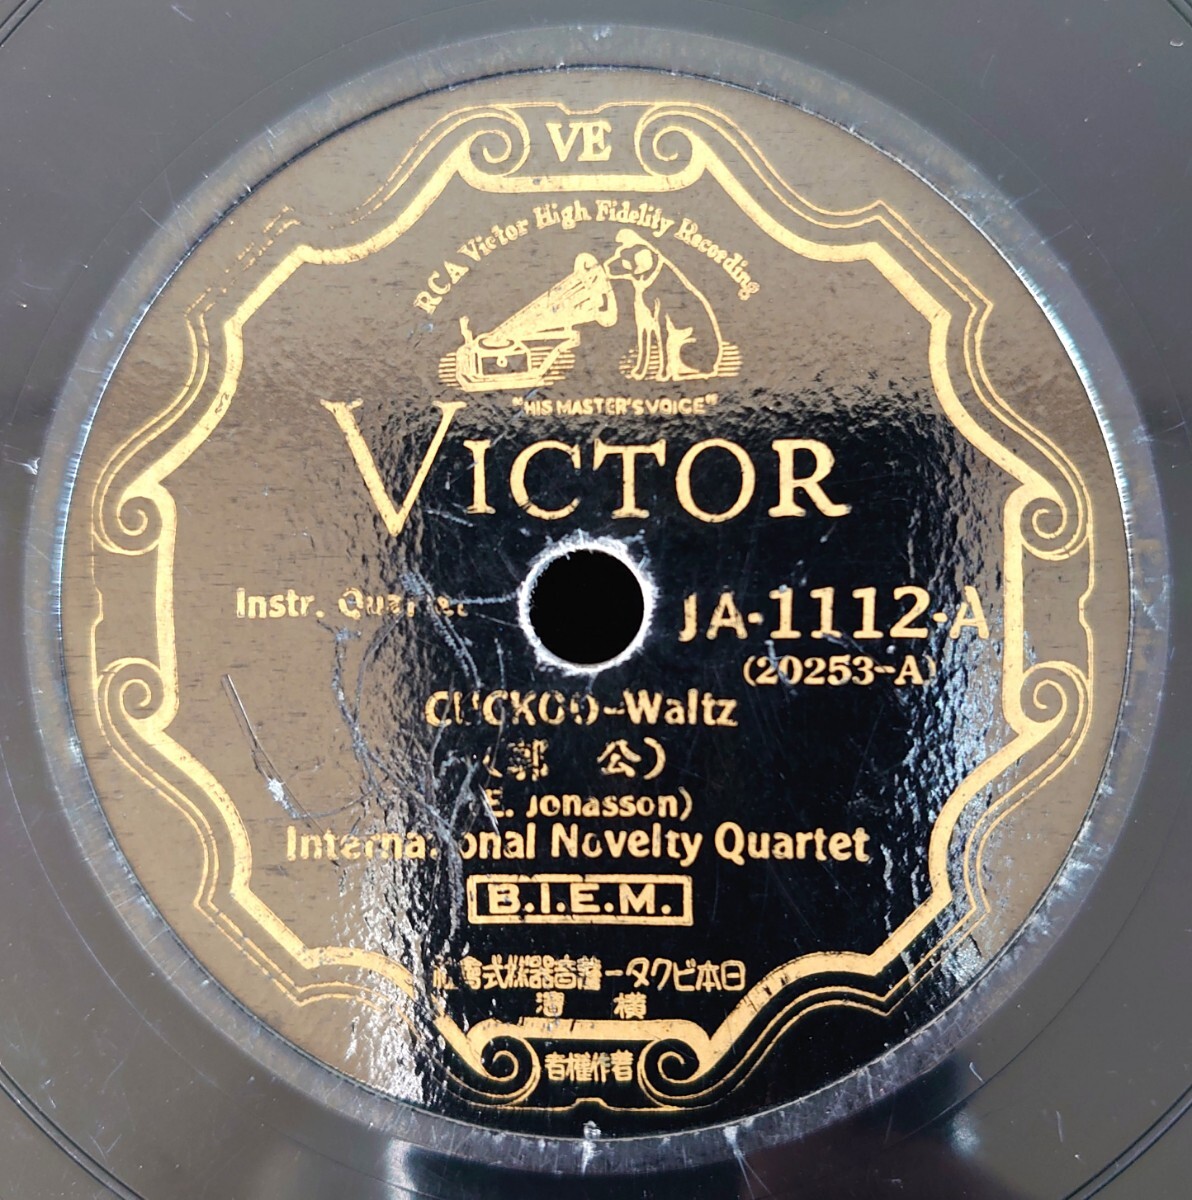 VE
RCA Victor High Fidelity Recording
"HIS MASTER'S VOICE"
VICTOR
Instr. Quartet
JA-1112-A
(20253-A)
CUCKOO-Waltz
(郭 公)
(E. Jonasson)
International Novelty Quartet
B.I.E.M.
社會式株器音蓄ータクビ本日
濱 横
者權作著